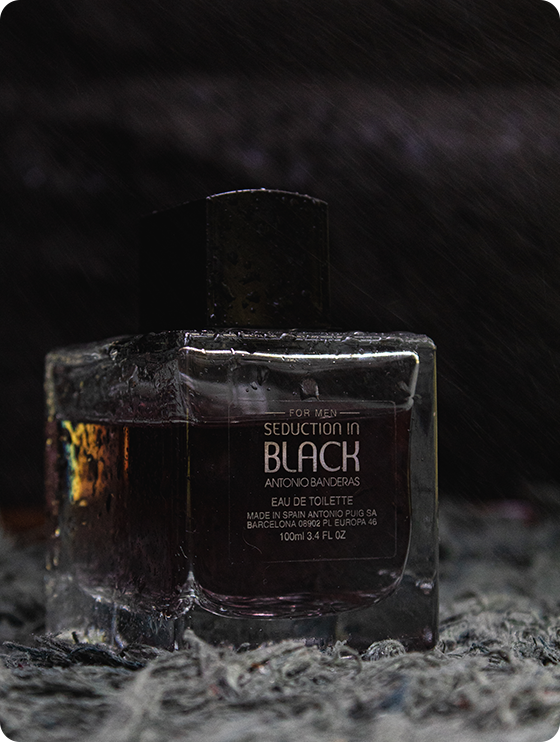 FOR MEN
SEDUCTION IN
BLACK
ANTONIO BANDERAS
EAU DE TOILETTE
MADE IN SPAIN ANTONIO PUIG SA
BARCELONA 08902 PL EUROPA 46
100ml 3.4 FL OZ